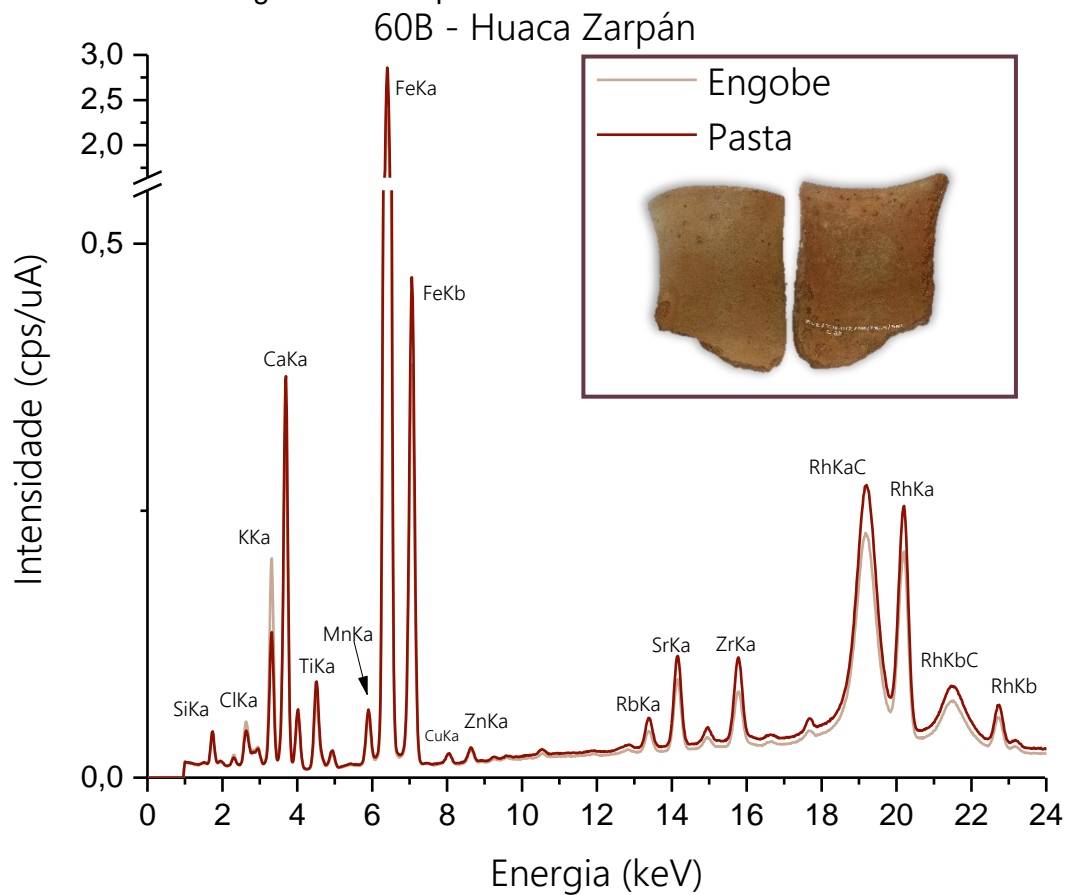 60B - Huaca Zarpán
Engobe
Pasta
3,0
2,5
2,0
0,5
0,0
Intensidade (cps/uA)
FeKa
FeKb
CaKa
KKa
MnKa
TiKa
SiKa
ClKa
CuKa
ZnKa
RbKa
SrKa
ZrKa
RhKaC
RhKa
RhKbC
RhKb
0 2 4 6 8 10 12 14 16 18 20 22 24
Energia (keV)